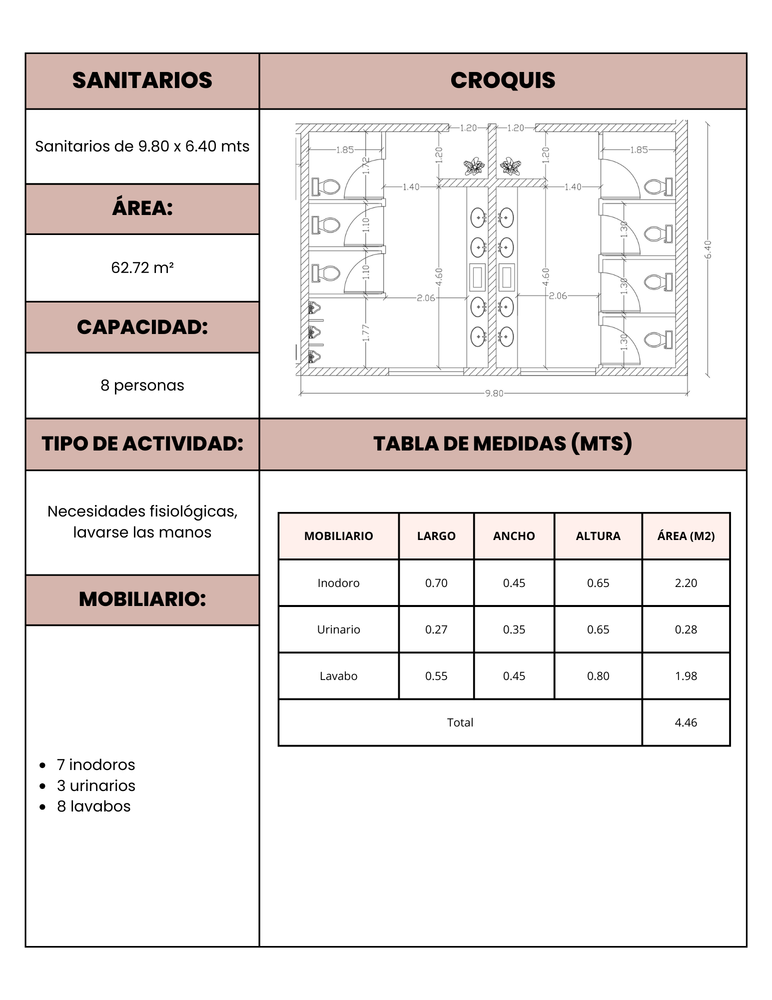 SANITARIOS
CROQUIS
Sanitarios de 9.80 x 6.40 mts
ÁREA:
62.72 m²
CAPACIDAD:
8 personas
1.20
1.20
1.85
1.72
1.20
1.20
1.85
1.40
1.40
1.10
1.30
1.10
4.60
4.60
1.30
6.40
2.06
2.06
1.77
1.30
9.80
TIPO DE ACTIVIDAD:
TABLA DE MEDIDAS (MTS)
Necesidades fisiológicas,
lavarse las manos
MOBILIARIO:
• 7 inodoros
• 3 urinarios
• 8 lavabos
MOBILIARIO LARGO ANCHO ALTURA ÁREA (M2)
Inodoro 0.70 0.45 0.65 2.20
Urinario 0.27 0.35 0.65 0.28
Lavabo 0.55 0.45 0.80 1.98
Total 4.46